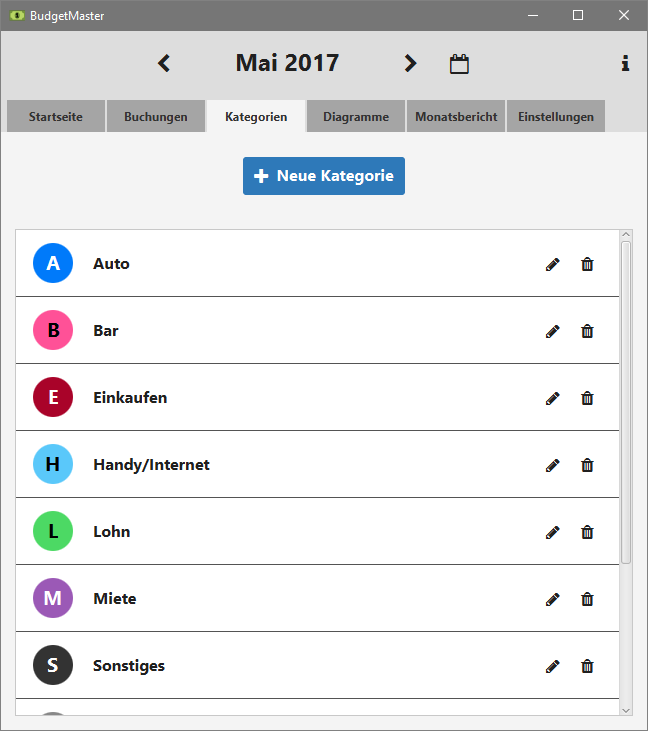 BudgetMaster
Mai 2017
Startseite Buchungen Kategorien Diagramme Monatsbericht Einstellungen
Neue Kategorie
A Auto
B Bar
E Einkaufen
H Handy/Internet
L Lohn
M Miete
S Sonstiges